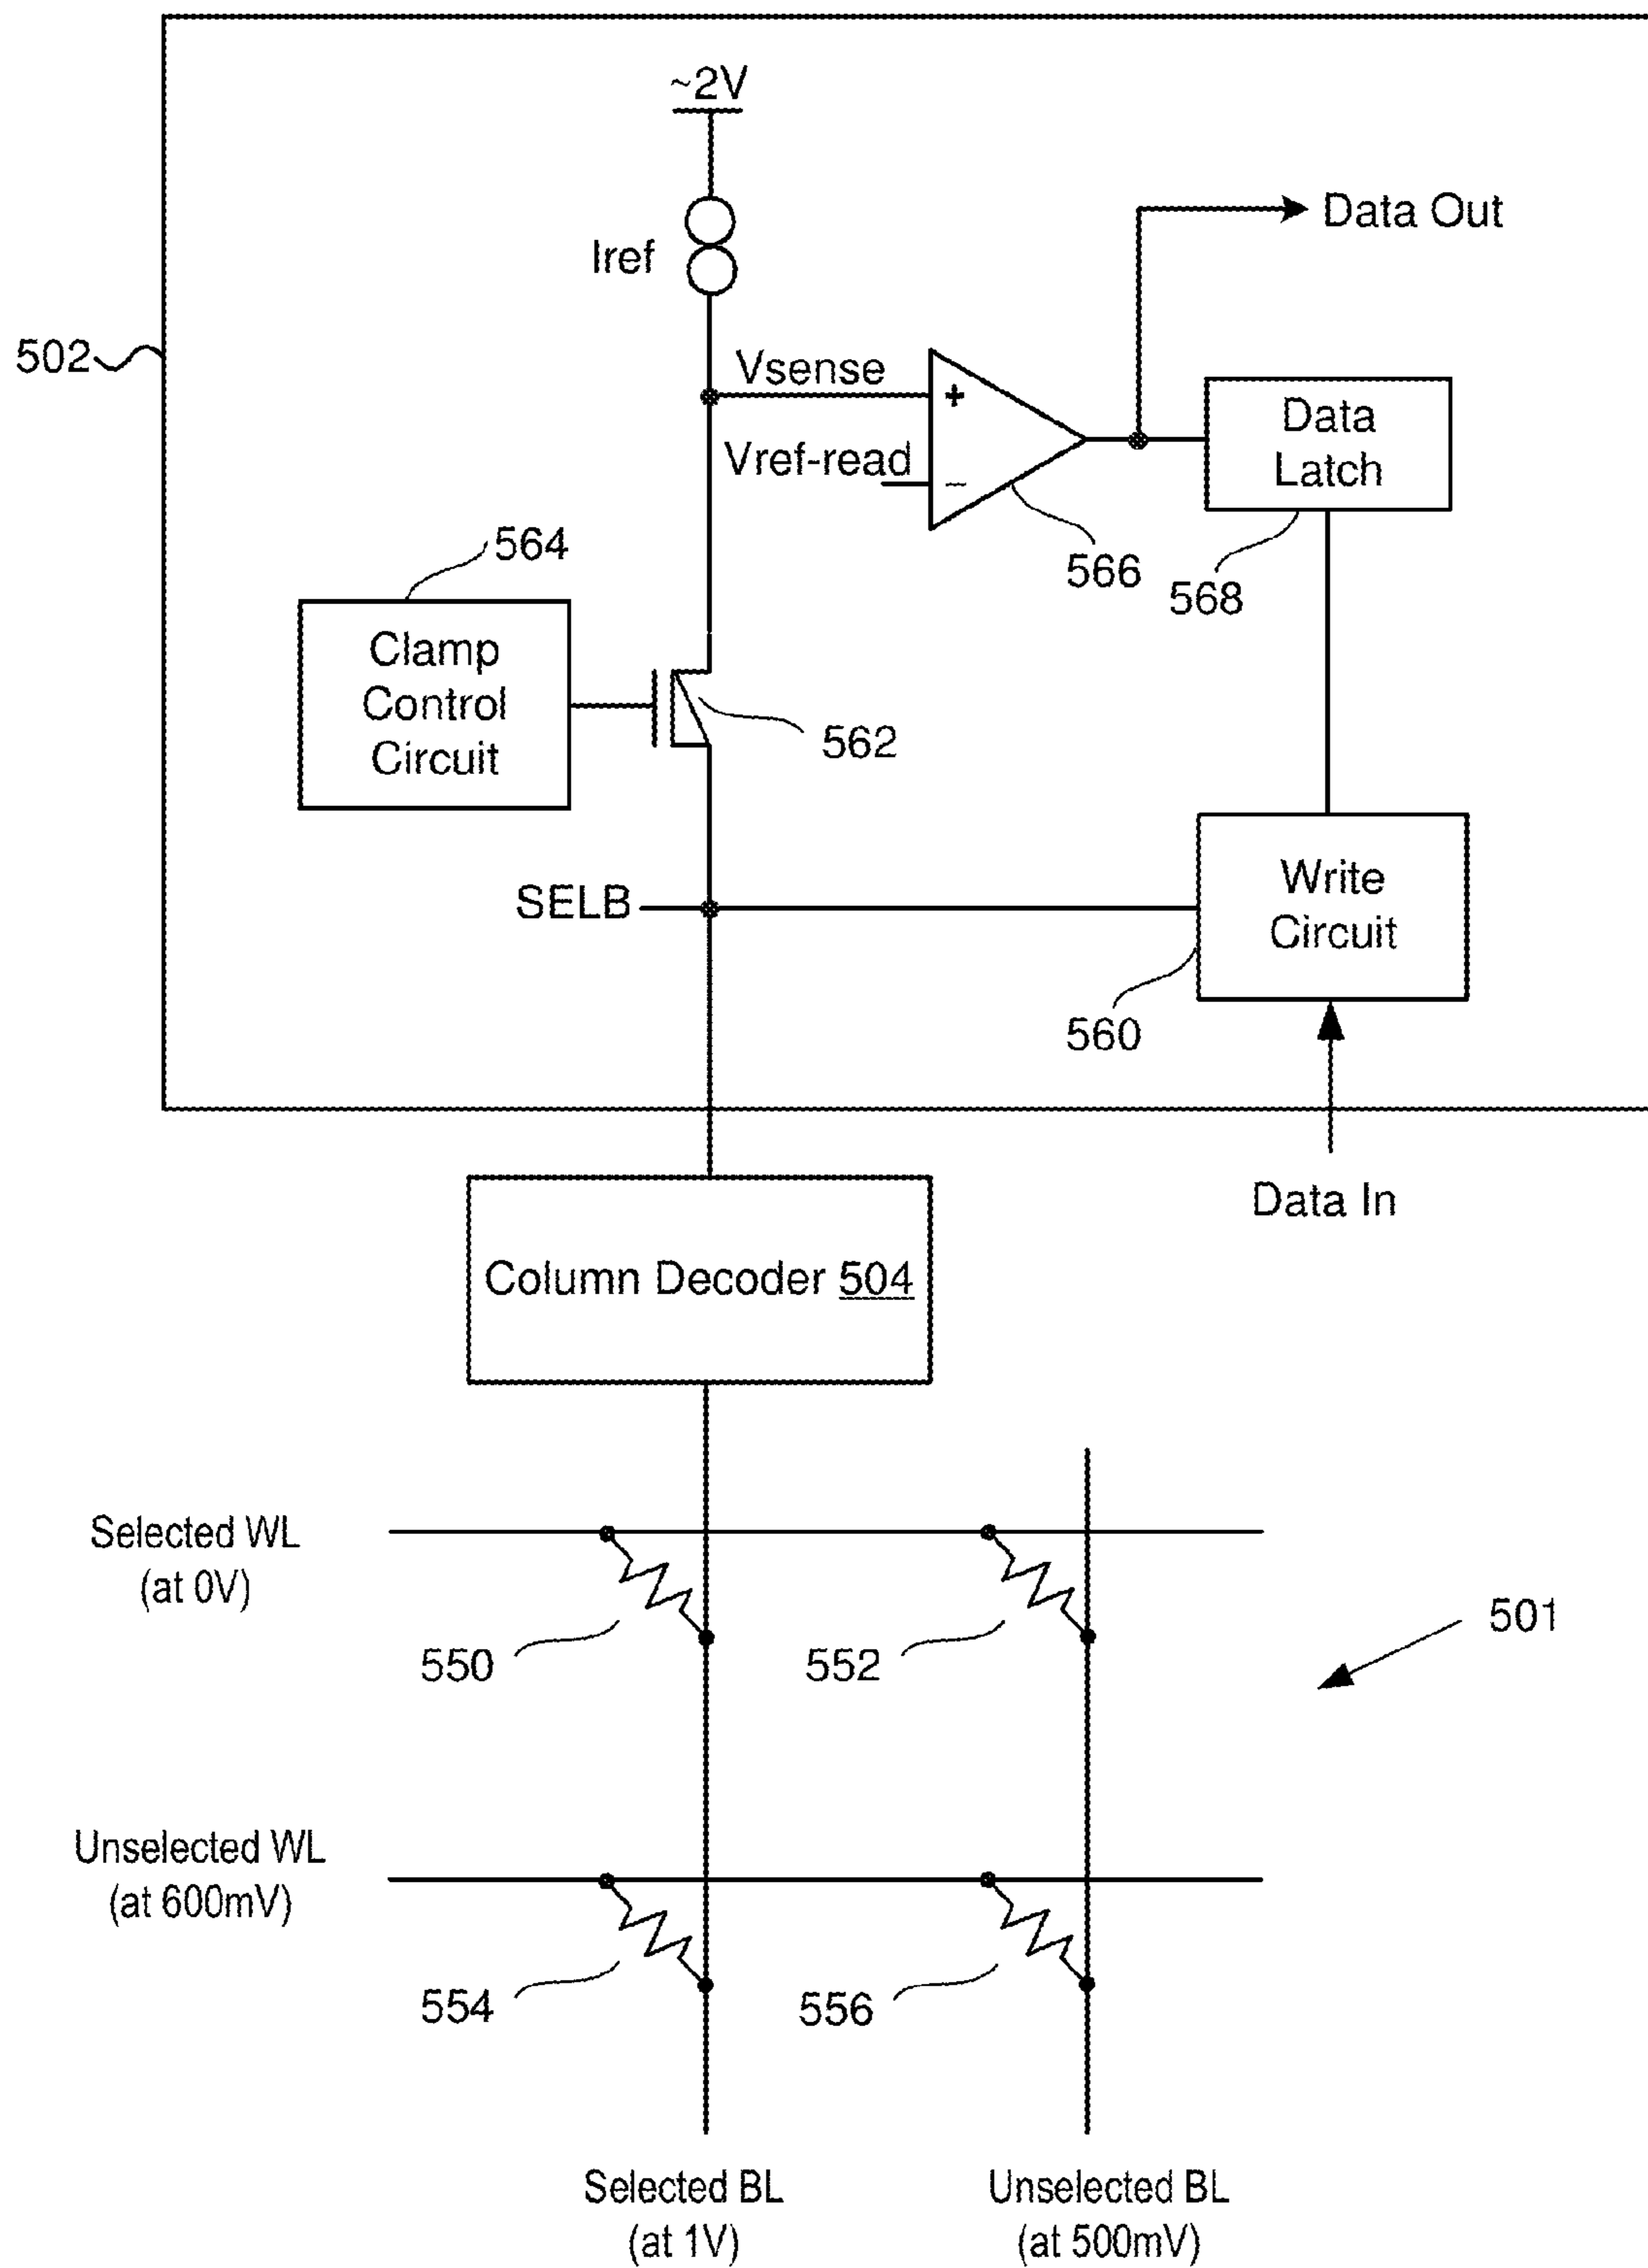 ~2V
Iref
Data Out
502
Vsense
+
Vref-read
−
Data
Latch
566
568
564
Clamp
Control
Circuit
562
SELB
Write
Circuit
560
Data In
Column Decoder 504
Selected WL
(at 0V)
550
552
501
Unselected WL
(at 600mV)
554
556
Selected BL
(at 1V)
Unselected BL
(at 500mV)